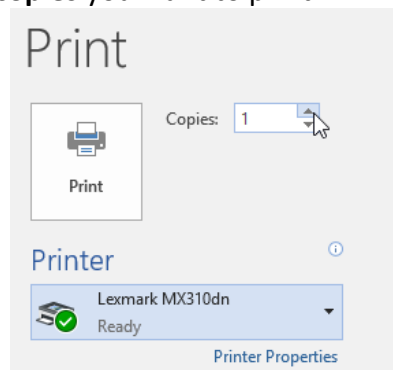 Print
Copies: 1
Print
Printer
Lexmark MX310dn
Ready
Printer Properties